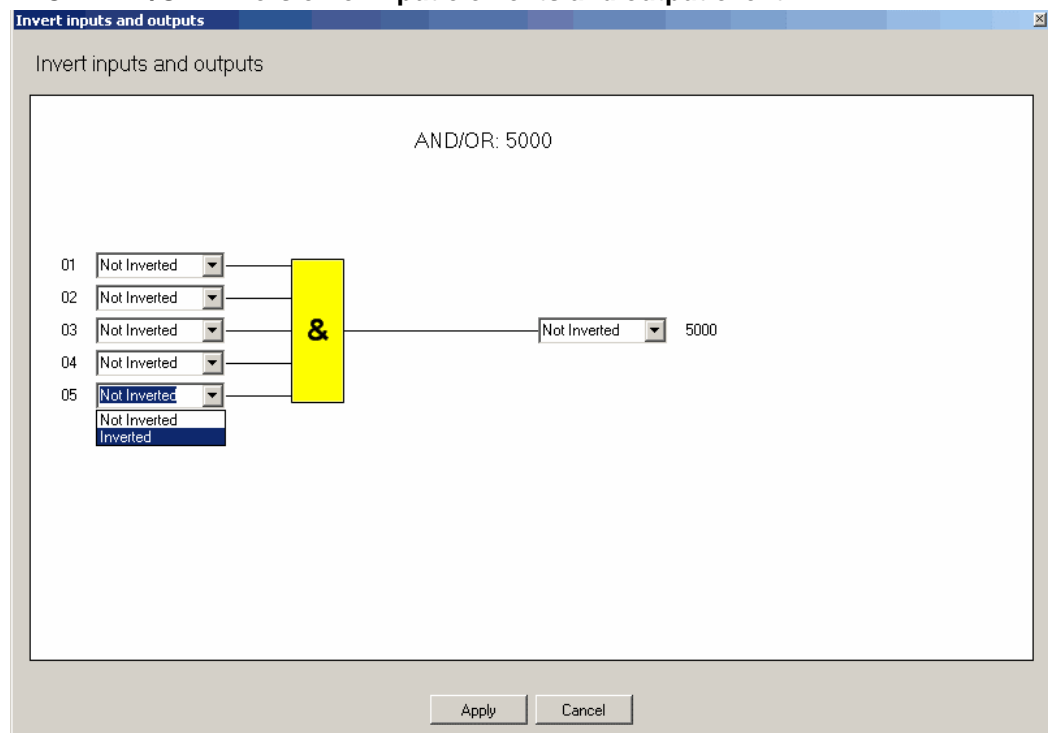 Invert inputs and outputs
Invert inputs and outputs
AND/OR: 5000
01 Not Inverted
02 Not Inverted
03 Not Inverted & Not Inverted 5000
04 Not Inverted
05 Not Inverted
Not Inverted
Inverted
Apply Cancel